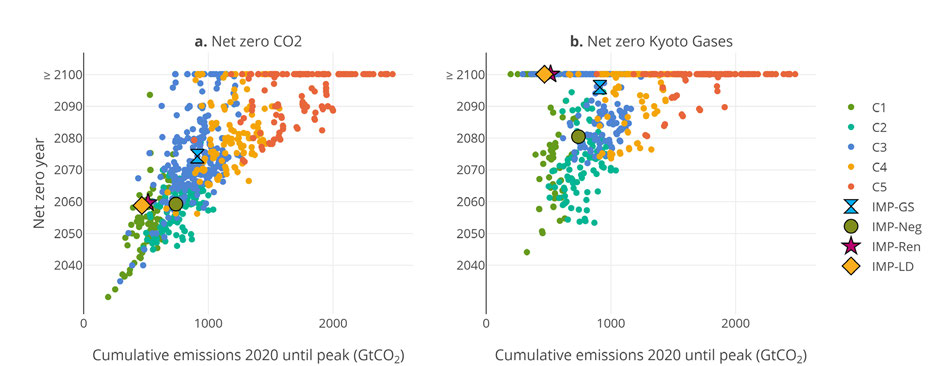 a. Net zero CO2
b. Net zero Kyoto Gases
Net zero year
≥ 2100
2090
2080
2070
2060
2050
2040
0
1000
2000
Cumulative emissions 2020 until peak (GtCO₂)
≥ 2100
2090
2080
2070
2060
2050
2040
0
1000
2000
Cumulative emissions 2020 until peak (GtCO₂)
C1
C2
C3
C4
C5
IMP-GS
IMP-Neg
IMP-Ren
IMP-LD